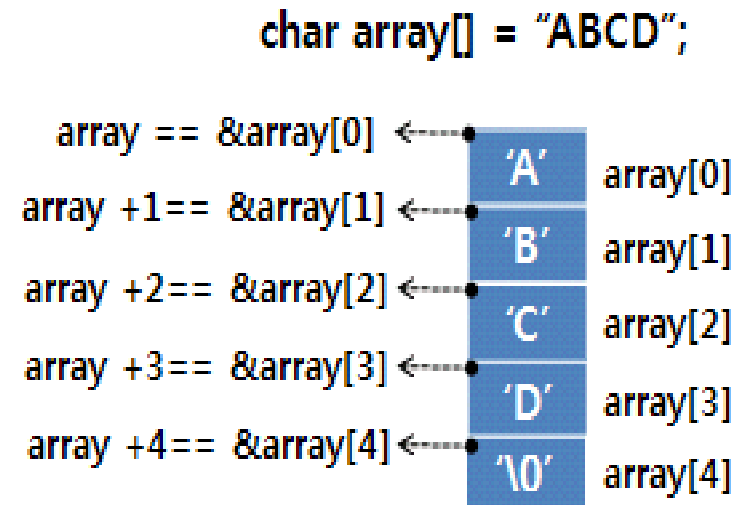 char array[] = “ABCD”;
array == &array[0]
‘A’
array[0]
array +1== &array[1]
‘B’
array[1]
array +2== &array[2]
‘C’
array[2]
array +3== &array[3]
‘D’
array[3]
array +4== &array[4]
‘\0’
array[4]